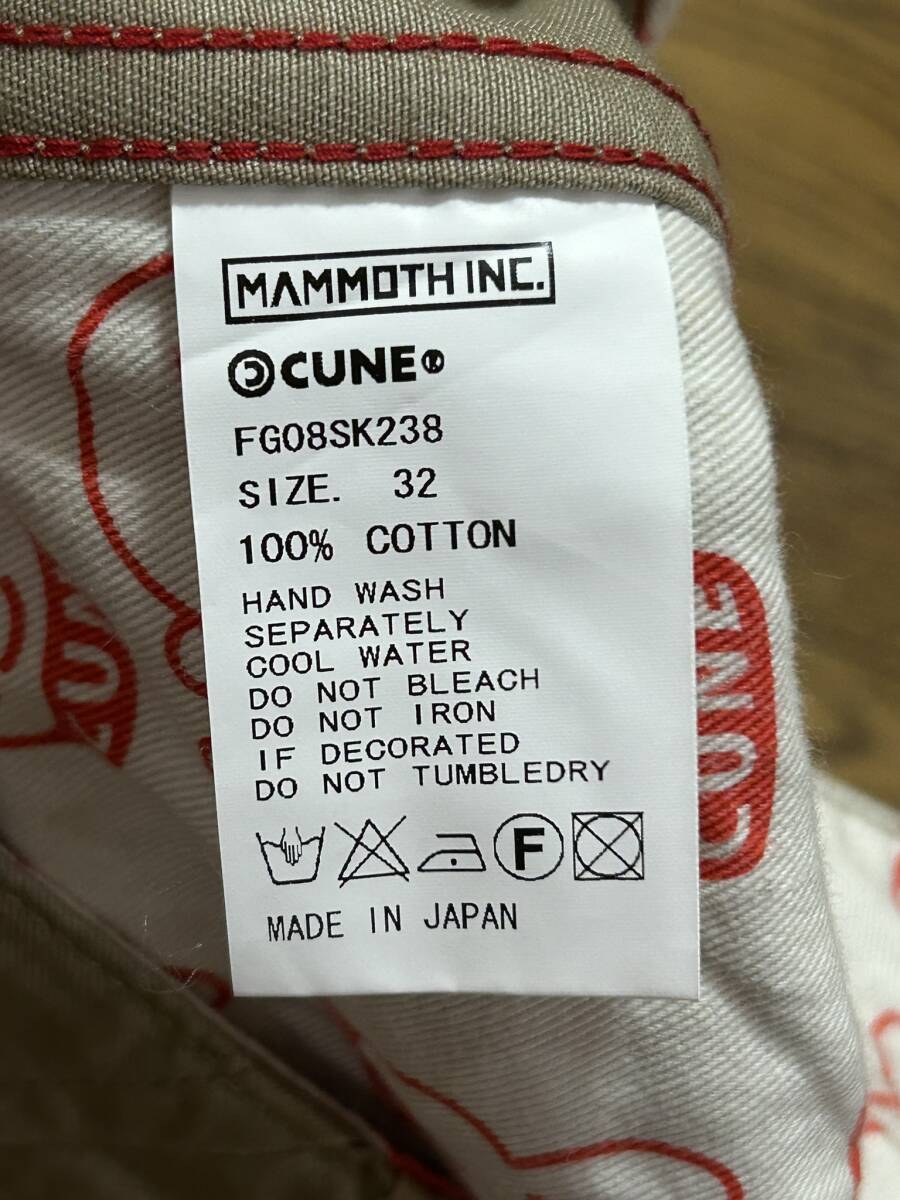 MAMMOTH INC.
CUNE®
FG08SK238
SIZE. 32
100% COTTON
HAND WASH
SEPARATELY
COOL WATER
DO NOT BLEACH
DO NOT IRON
IF DECORATED
DO NOT TUMBLEDRY
F
MADE IN JAPAN
CUNE